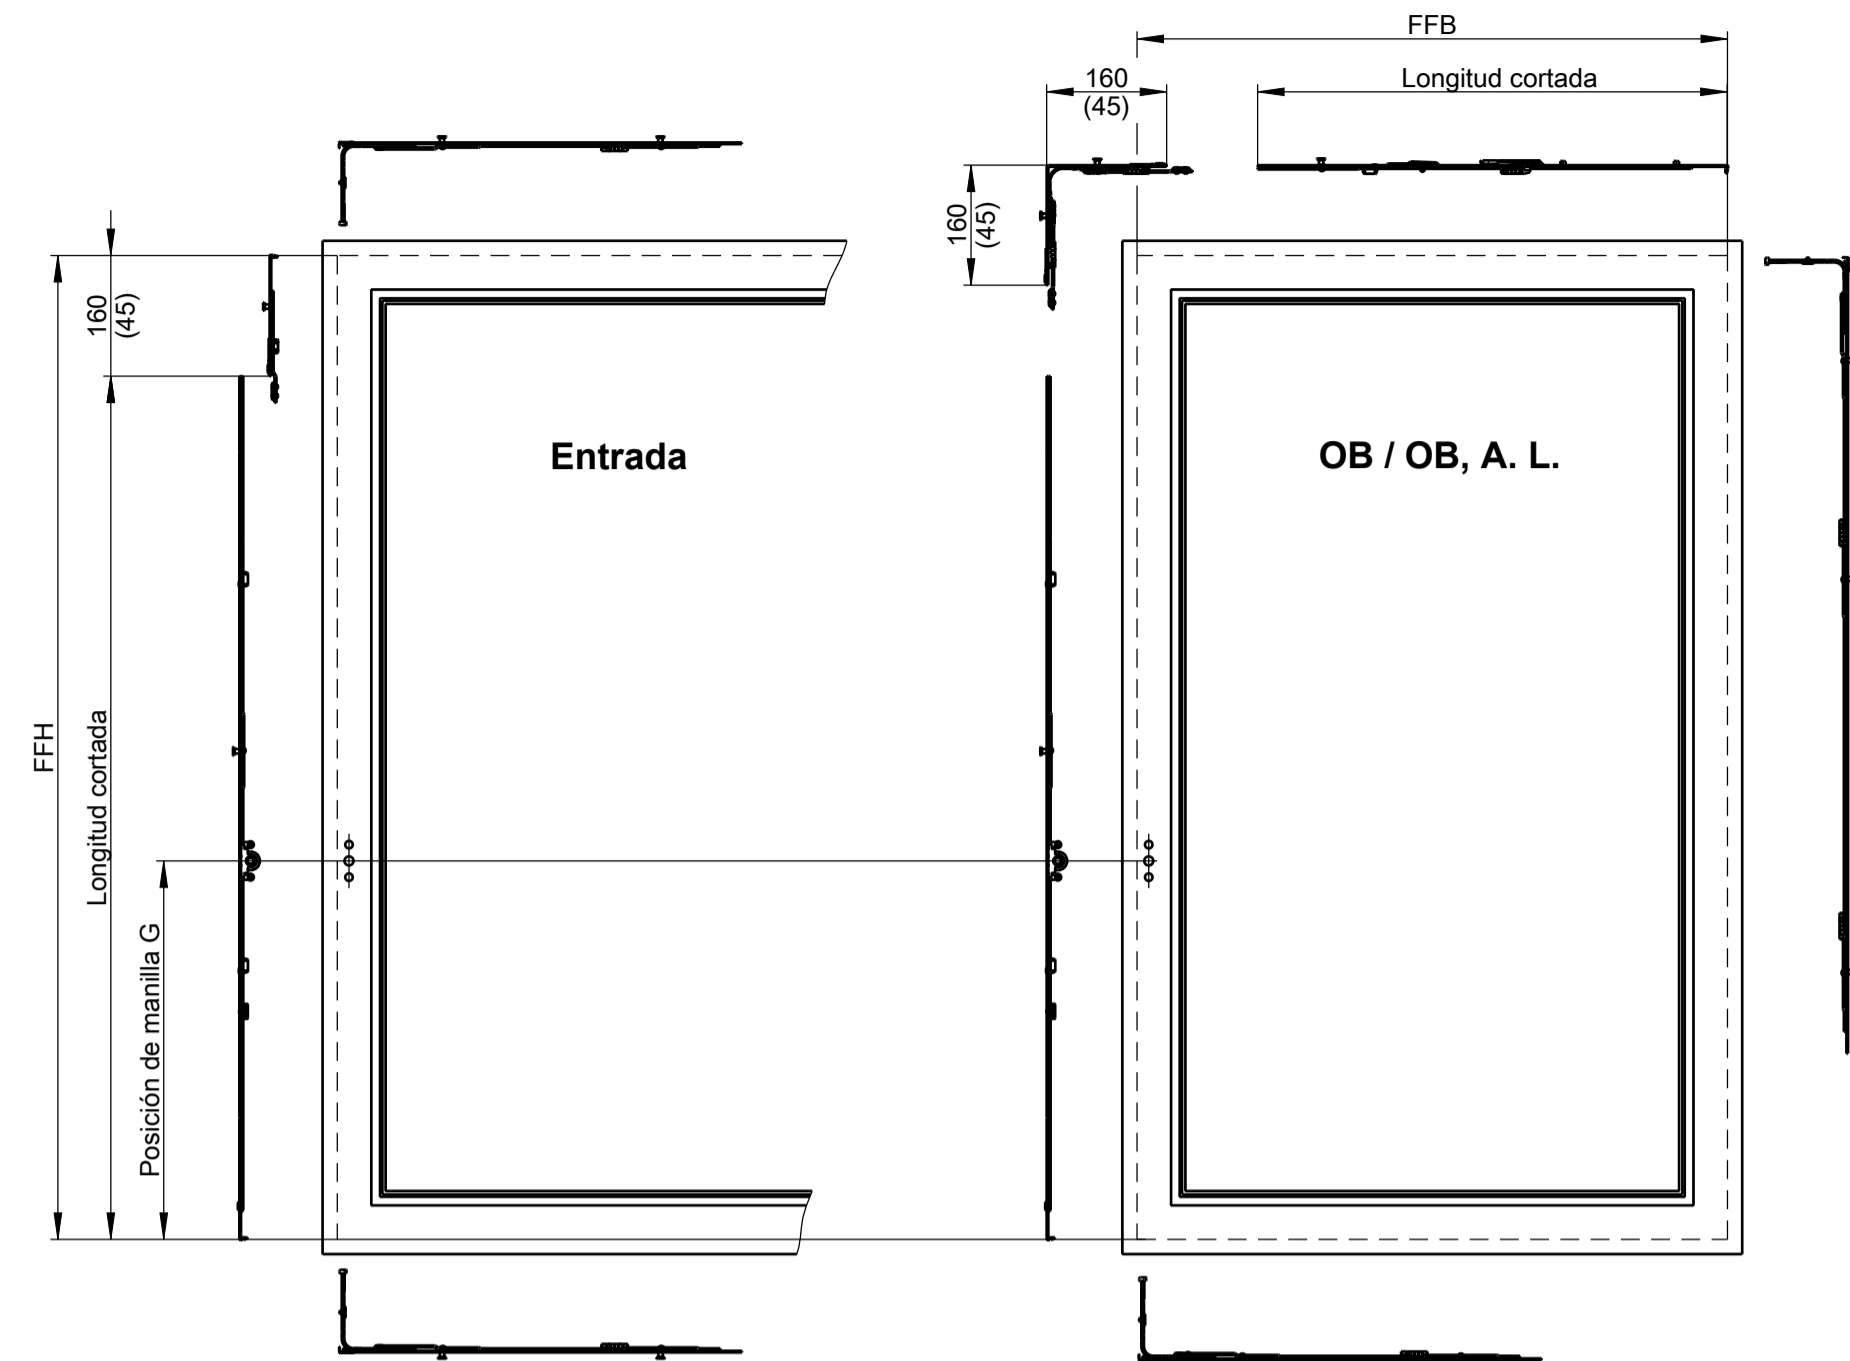 FFB
160
(45)
Longitud cortada
160
(45)
160
(45)
Entrada
OB / OB, A. L.
FFH
Longitud cortada
Posición de manilla G